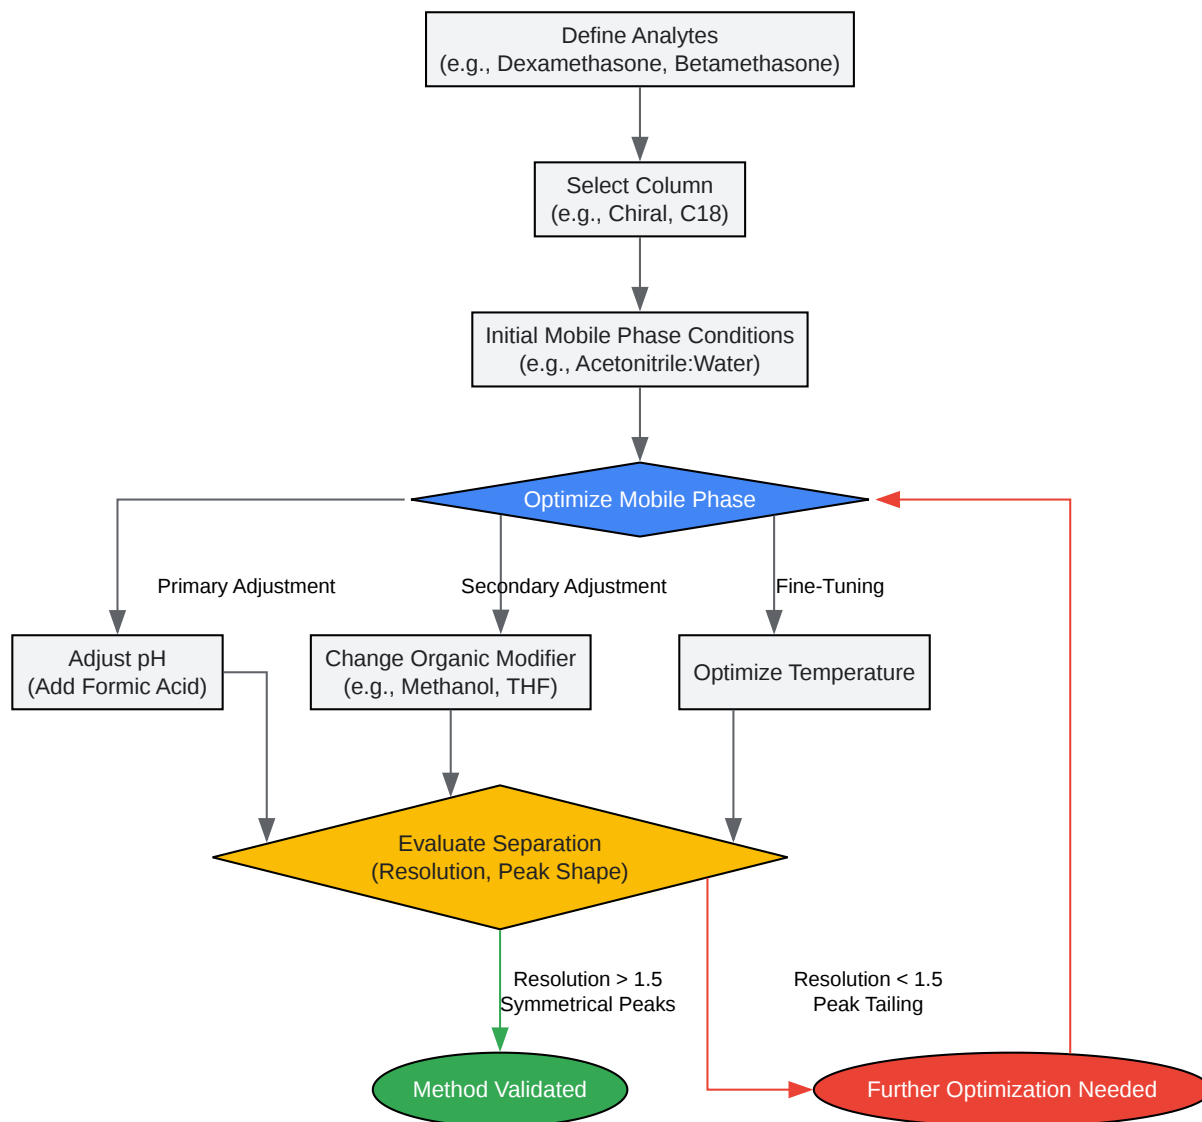 Define Analytes
(e.g., Dexamethasone, Betamethasone)
Select Column
(e.g., Chiral, C18)
Initial Mobile Phase Conditions
(e.g., Acetonitrile:Water)
Optimize Mobile Phase
Primary Adjustment
Secondary Adjustment
Fine-Tuning
Adjust pH
(Add Formic Acid)
Change Organic Modifier
(e.g., Methanol, THF)
Optimize Temperature
Evaluate Separation
(Resolution, Peak Shape)
Resolution > 1.5
Symmetrical Peaks
Resolution < 1.5
Peak Tailing
Method Validated
Further Optimization Needed